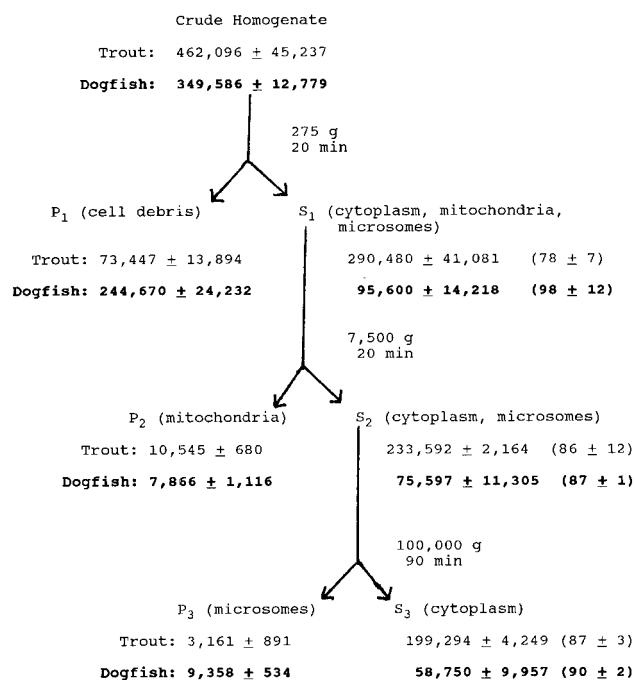 Crude Homogenate
Trout: 462,096 ± 45,237
Dogfish: 349,586 ± 12,779
275 g
20 min
P1 (cell debris)
S1 (cytoplasm, mitochondria,
microsomes)
Trout: 73,447 ± 13,894
290,480 ± 41,081 (78 ± 7)
Dogfish: 244,670 ± 24,232
95,600 ± 14,218 (98 ± 12)
7,500 g
20 min
P2 (mitochondria)
S2 (cytoplasm, microsomes)
Trout: 10,545 ± 680
233,592 ± 2,164 (86 ± 12)
Dogfish: 7,866 ± 1,116
75,597 ± 11,305 (87 ± 1)
100,000 g
90 min
P3 (microsomes)
S3 (cytoplasm)
Trout: 3,161 ± 891
199,294 ± 4,249 (87 ± 3)
Dogfish: 9,358 ± 534
58,750 ± 9,957 (90 ± 2)